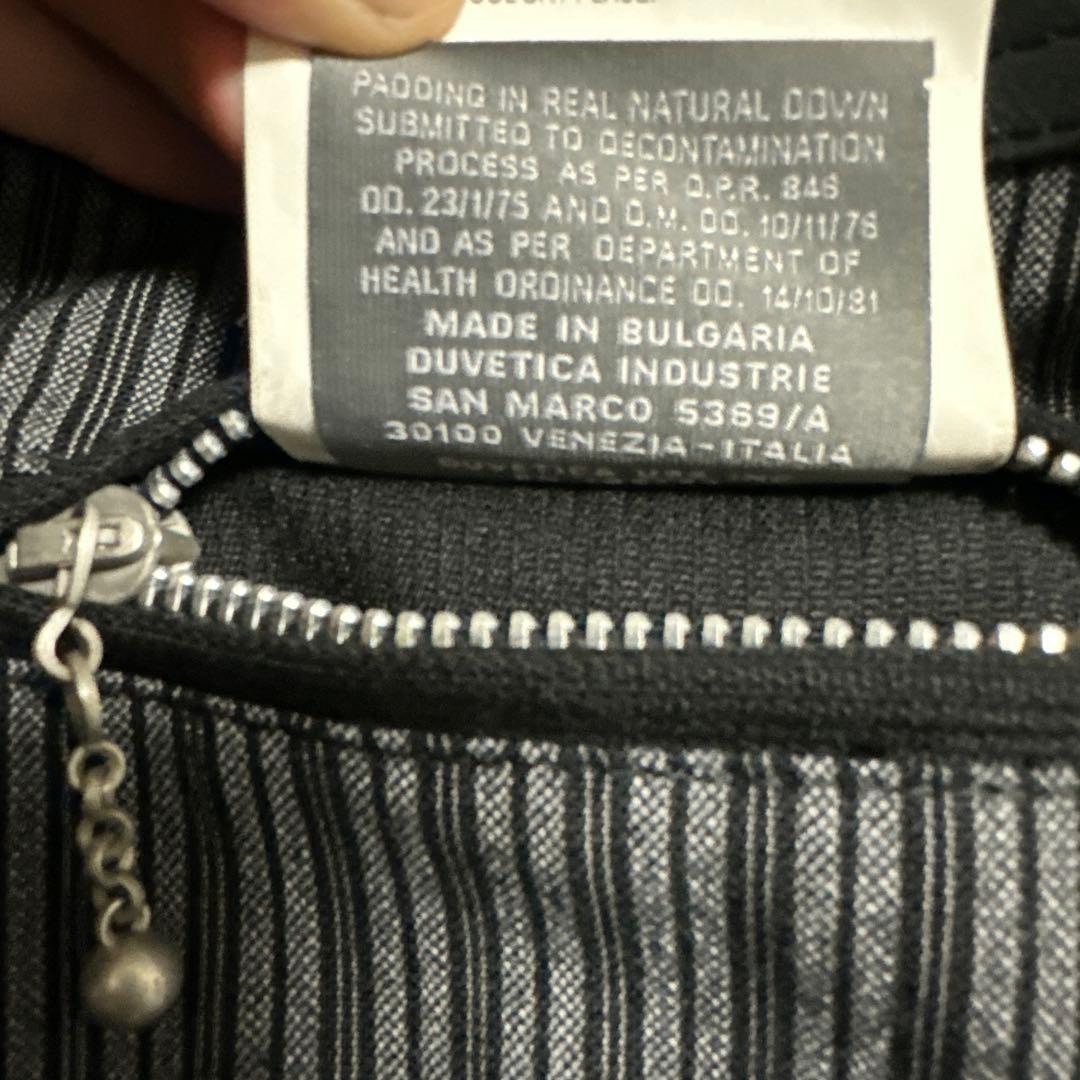 PADDING IN REAL NATURAL DOWN
SUBMITTED TO DECONTAMINATION
PROCESS AS PER D.P.R. 846
DD. 23/1/75 AND D.M. DD. 10/11/76
AND AS PER DEPARTMENT OF
HEALTH ORDINANCE DD. 14/10/81
MADE IN BULGARIA
DUVETICA INDUSTRIE
SAN MARCO 5369/A
30100 VENEZIA-ITALIA
DUVETICA